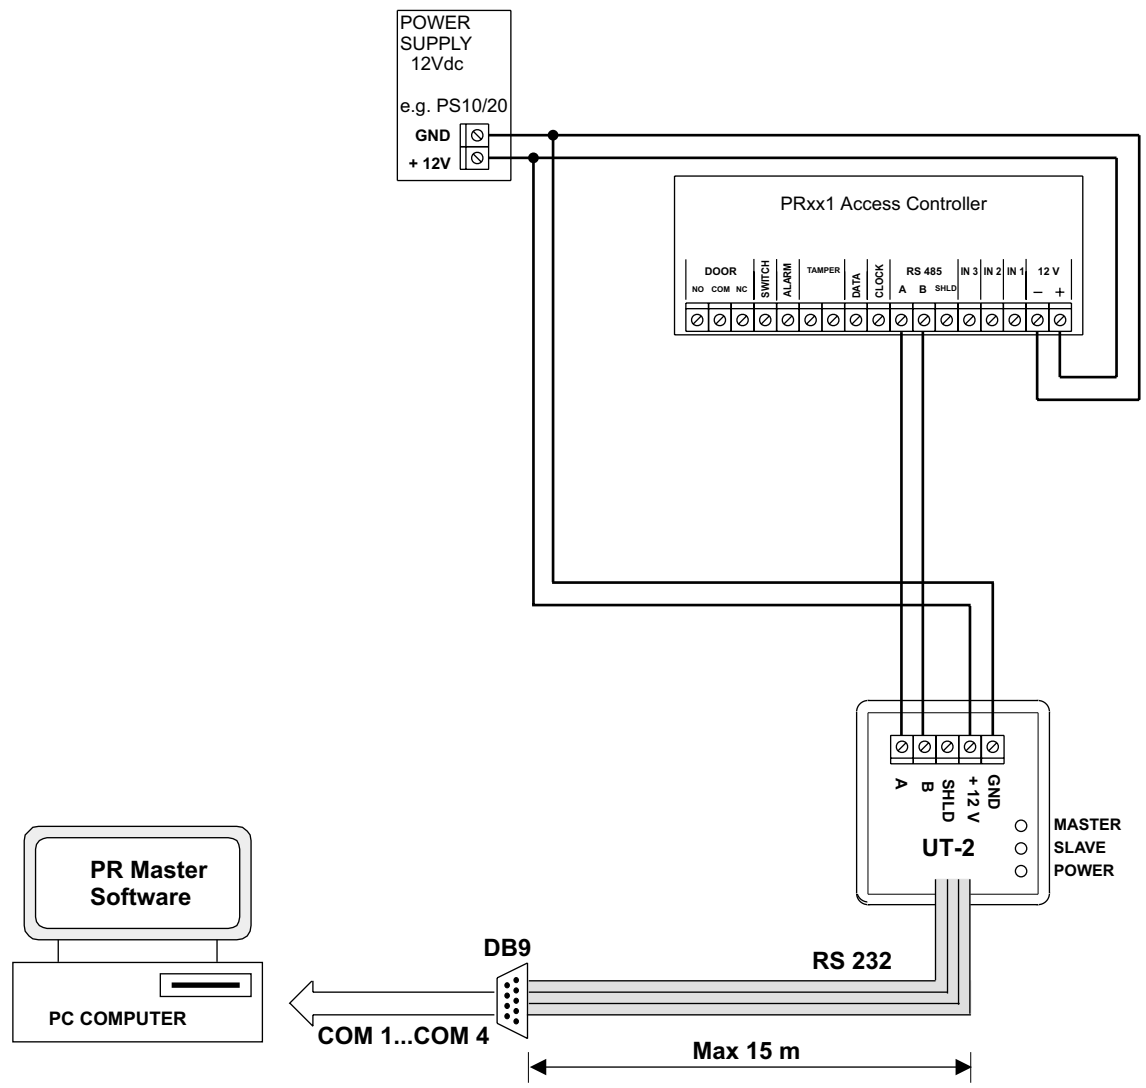 POWER
SUPPLY
12Vdc
e.g. PS10/20
GND
+ 12V
PRxx1 Access Controller
DOOR
NO COM NC
SWITCH
ALARM
TAMPER
DATA
CLOCK
RS 485
A B SHLD
IN 3
IN 2
IN 1
12 V
− +
A
B
SHLD
+ 12 V
GND
UT-2
MASTER
SLAVE
POWER
PR Master
Software
PC COMPUTER
DB9
RS 232
COM 1...COM 4
Max 15 m